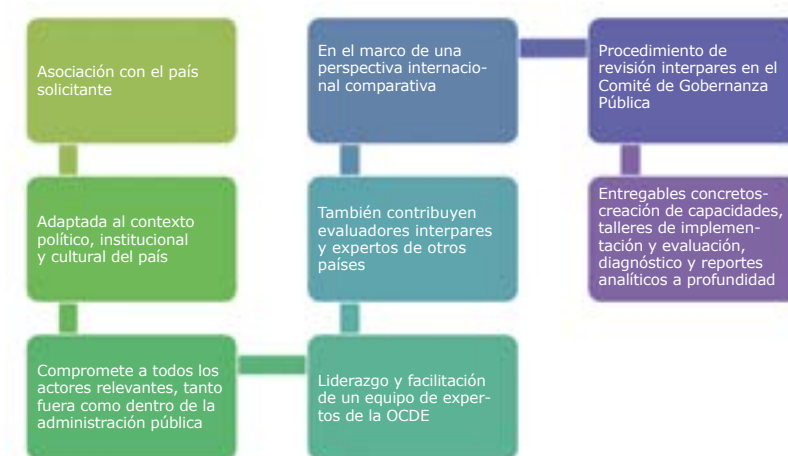 Asociación con el país
solicitante
Adaptada al contexto
político, institucional
y cultural del país
Compromete a todos los
actores relevantes, tanto
fuera como dentro de la
administración pública
Liderazgo y facilitación
de un equipo de exper-
tos de la OCDE
También contribuyen
evaluadores interpares
y expertos de otros
países
En el marco de una
perspectiva internacio-
nal comparativa
Procedimiento de
revisión interpares en el
Comité de Gobernanza
Pública
Entregables concretos-
creación de capacidades,
talleres de implemen-
tación y evaluación,
diagnóstico y reportes
analíticos a profundidad